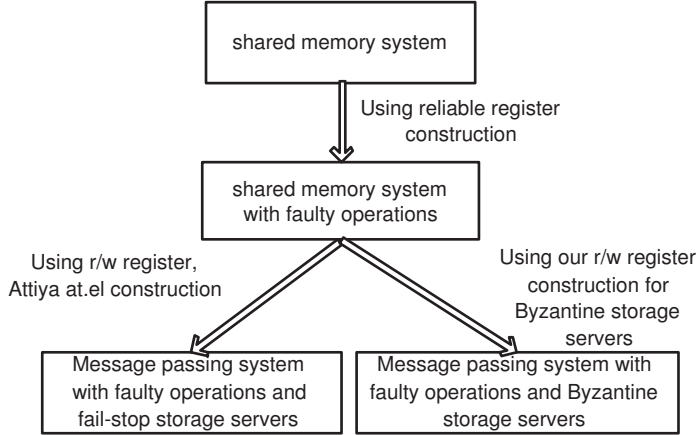 shared memory system
Using reliable register
construction
shared memory system
with faulty operations
Using r/w register,
Attiya at.el construction
Using our r/w register
construction for
Byzantine storage
servers
Message passing system
with faulty operations and
fail-stop storage servers
Message passing system with
faulty operations and Byzantine
storage servers